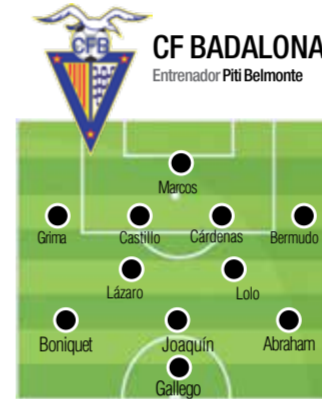 CFB
CF BADALONA
Entrenador Piti Belmonte
Marcos
Grima Castillo Cárdenas Bermudo
Lázaro Lolo
Boniquet Joaquín Abraham
Gallego